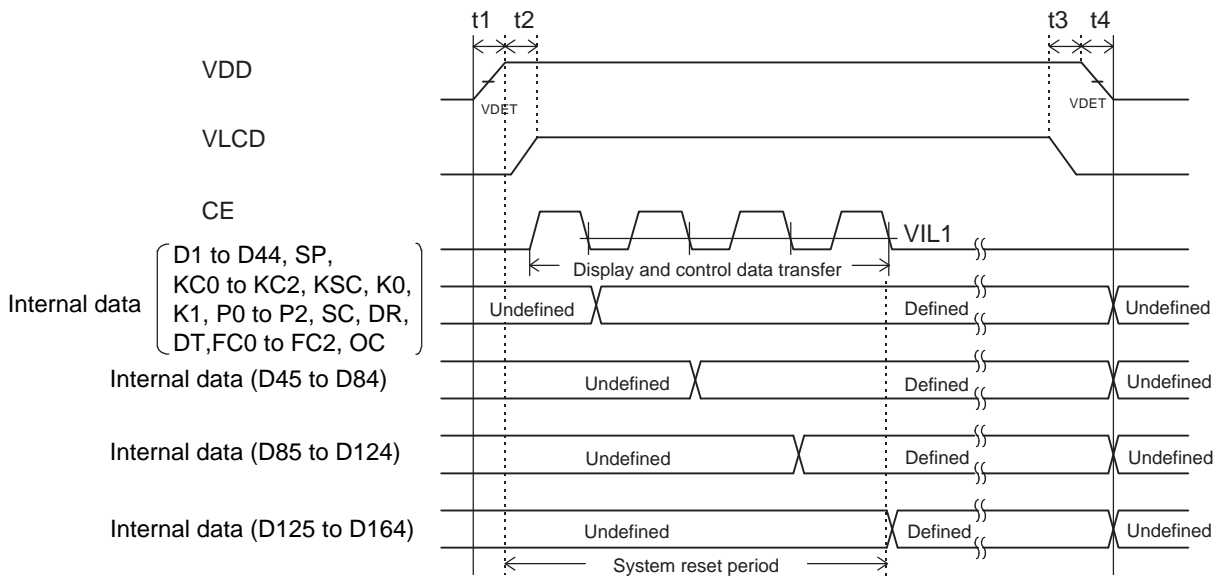 t1 t2 t3 t4
VDD
VDET VDET
VLCD
CE
VIL1
Display and control data transfer
Internal data
D1 to D44, SP,
KC0 to KC2, KSC, K0,
K1, P0 to P2, SC, DR,
DT,FC0 to FC2, OC
Undefined Defined Undefined
Internal data (D45 to D84) Undefined Defined Undefined
Internal data (D85 to D124) Undefined Defined Undefined
Internal data (D125 to D164) Undefined Defined Undefined
System reset period